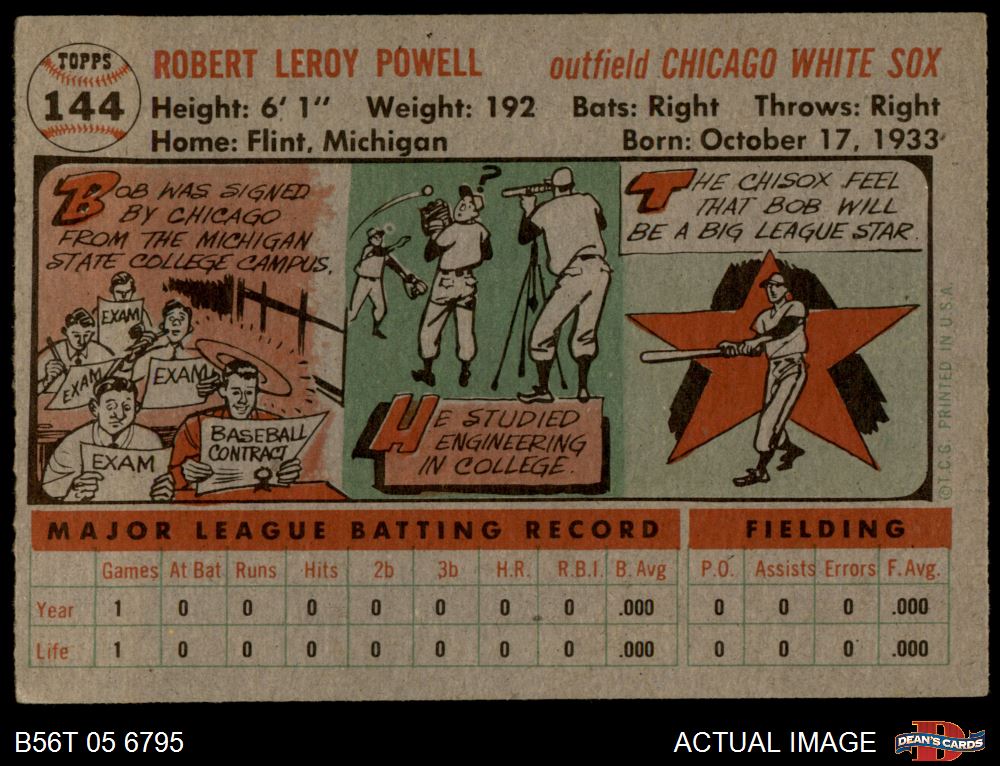 TOPPS
144
ROBERT LEROY POWELL outfield CHICAGO WHITE SOX
Height: 6' 1" Weight: 192 Bats: Right Throws: Right
Home: Flint, Michigan Born: October 17, 1933
BOB WAS SIGNED
BY CHICAGO
FROM THE MICHIGAN
STATE COLLEGE CAMPUS.
EXAM
EXAM
EXAM
EXAM
BASEBALL
CONTRACT
?
HE STUDIED
ENGINEERING
IN COLLEGE.
THE CHISOX FEEL
THAT BOB WILL
BE A BIG LEAGUE STAR.
© T.C.G. PRINTED IN U.S.A.
MAJOR LEAGUE BATTING RECORD FIELDING
Games At Bat Runs Hits 2b 3b H.R. R.B.I. B. Avg P.O. Assists Errors F. Avg.
Year 1 0 0 0 0 0 0 0 .000 0 0 0 .000
Life 1 0 0 0 0 0 0 0 .000 0 0 0 .000
B56T 05 6795 ACTUAL IMAGE DEAN'S CARDS